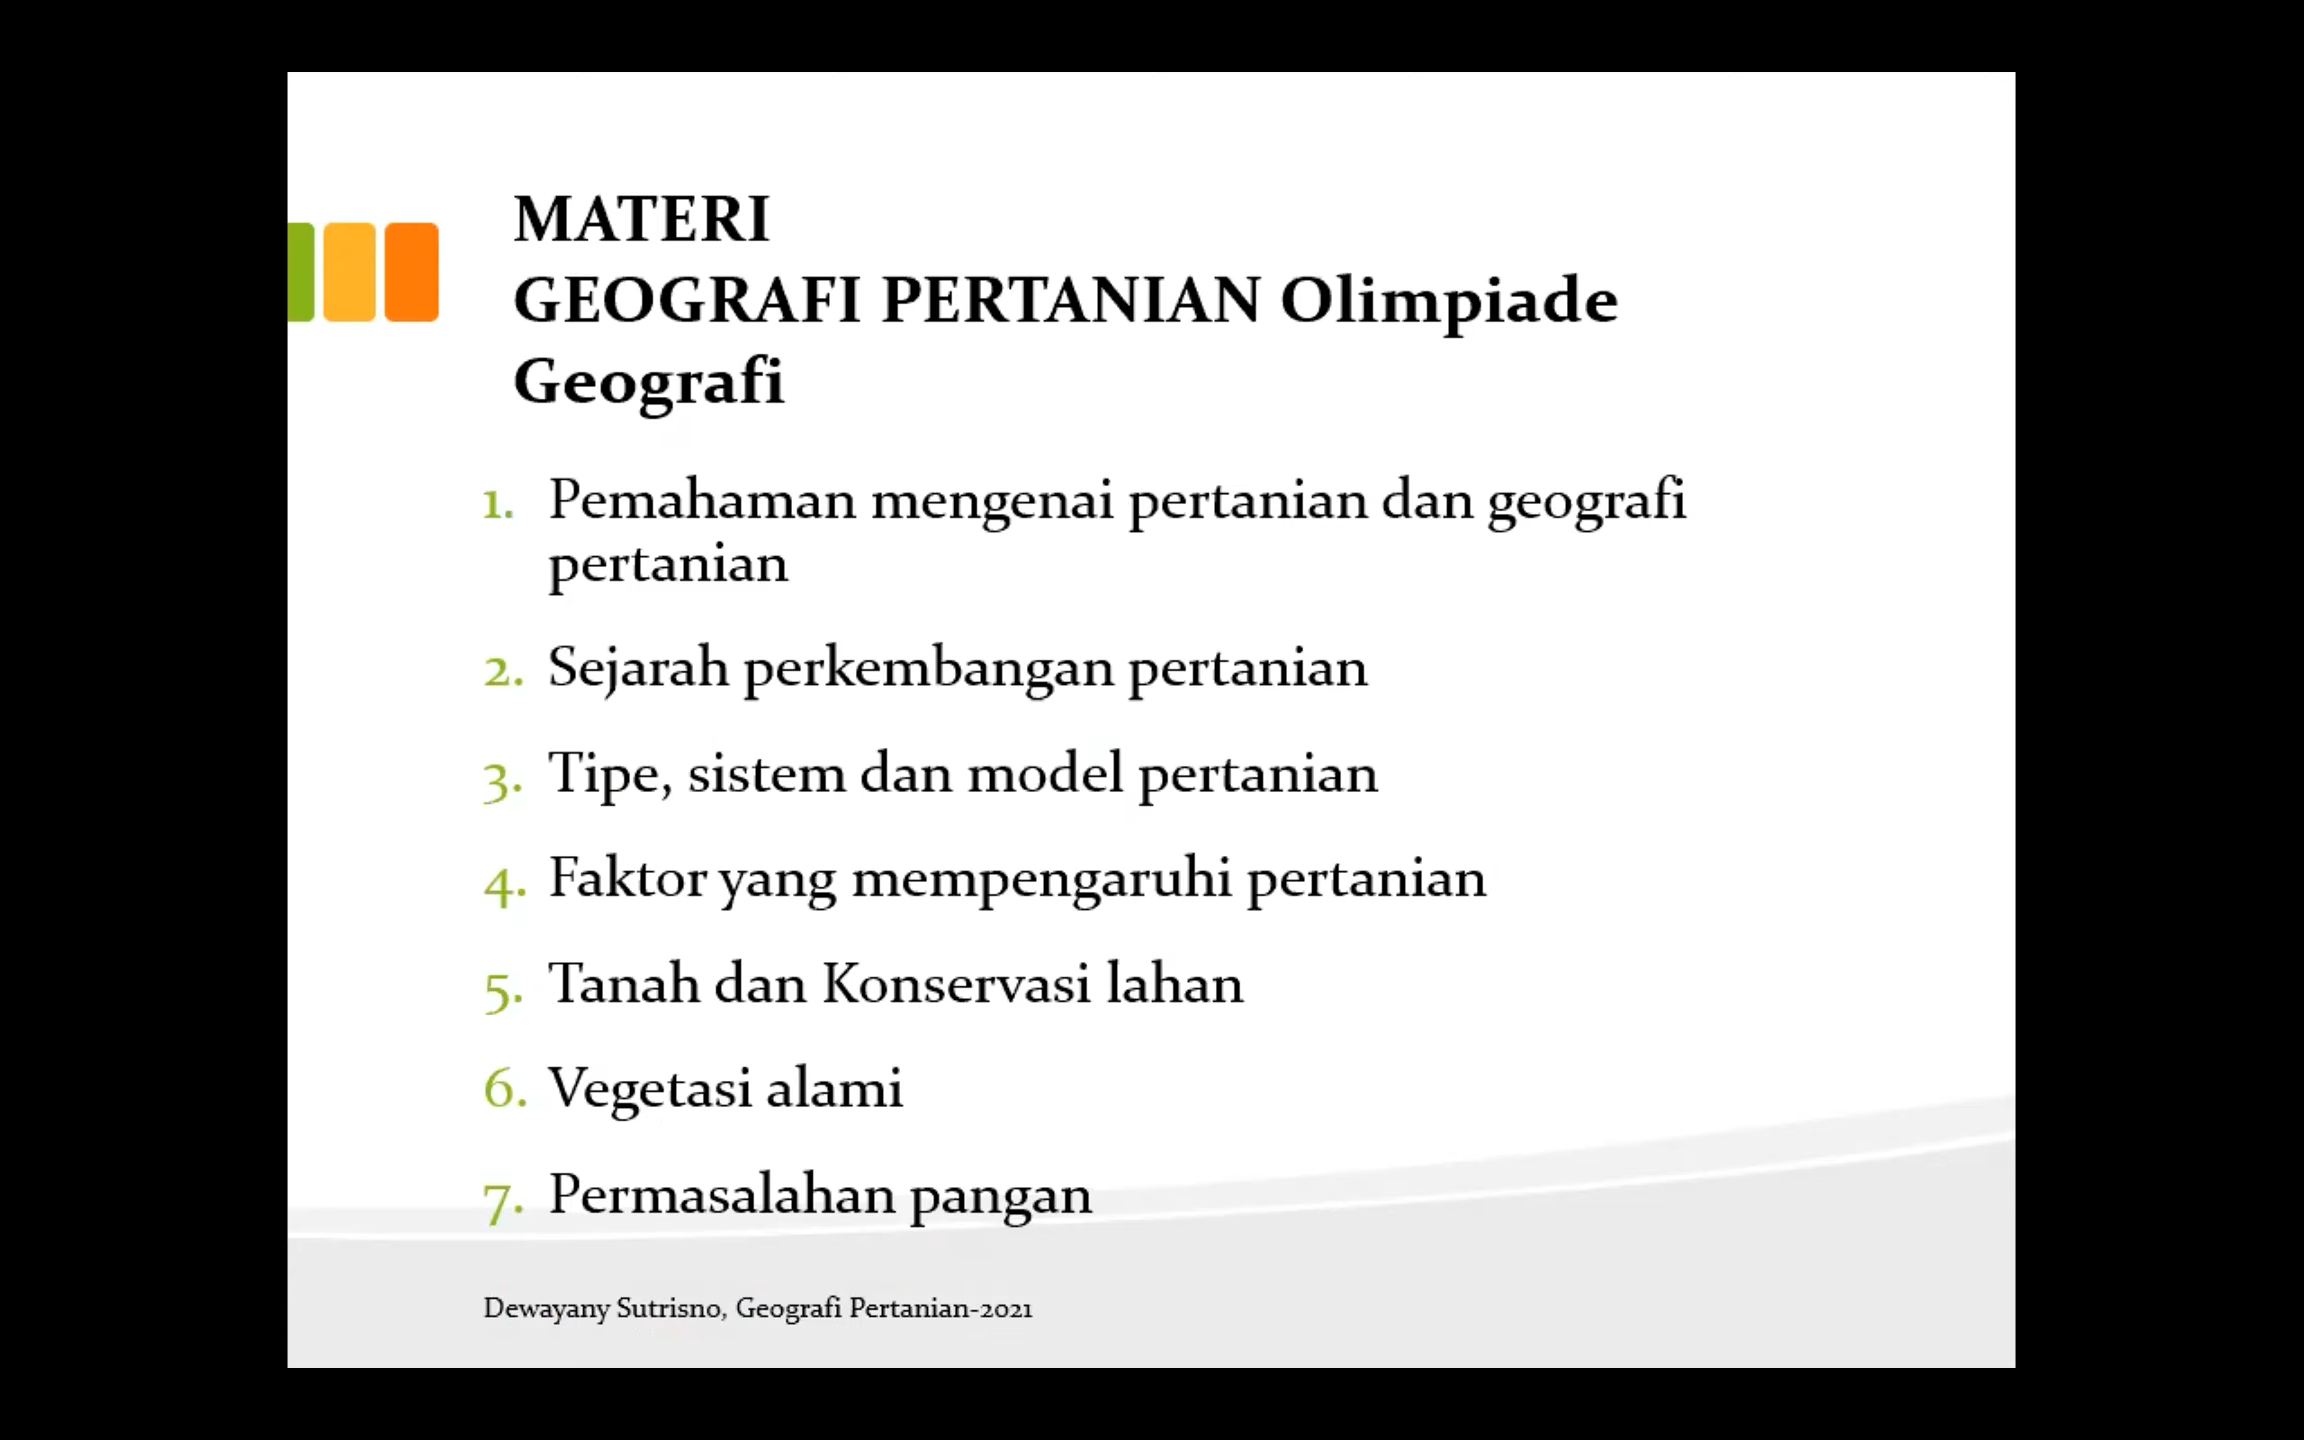 MATERI
GEOGRAFI PERTANIAN Olimpiade
Geografi
1. Pemahaman mengenai pertanian dan geografi
pertanian
2. Sejarah perkembangan pertanian
3. Tipe, sistem dan model pertanian
4. Faktor yang mempengaruhi pertanian
5. Tanah dan Konservasi lahan
6. Vegetasi alami
7. Permasalahan pangan
Dewayany Sutrisno, Geografi Pertanian-2021